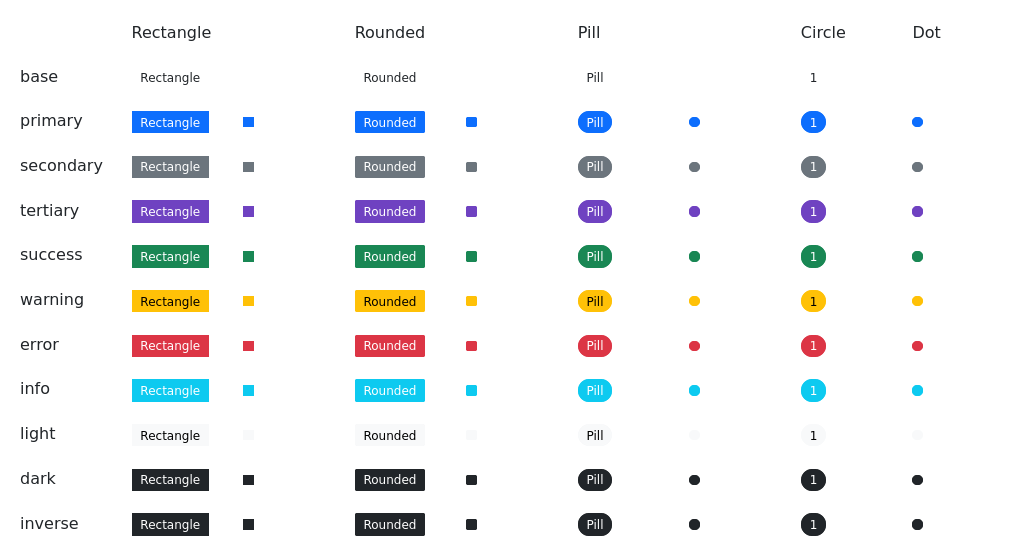 Rectangle Rounded Pill Circle Dot
base Rectangle Rounded Pill 1
primary Rectangle Rounded Pill 1
secondary Rectangle Rounded Pill 1
tertiary Rectangle Rounded Pill 1
success Rectangle Rounded Pill 1
warning Rectangle Rounded Pill 1
error Rectangle Rounded Pill 1
info Rectangle Rounded Pill 1
light Rectangle Rounded Pill 1
dark Rectangle Rounded Pill 1
inverse Rectangle Rounded Pill 1